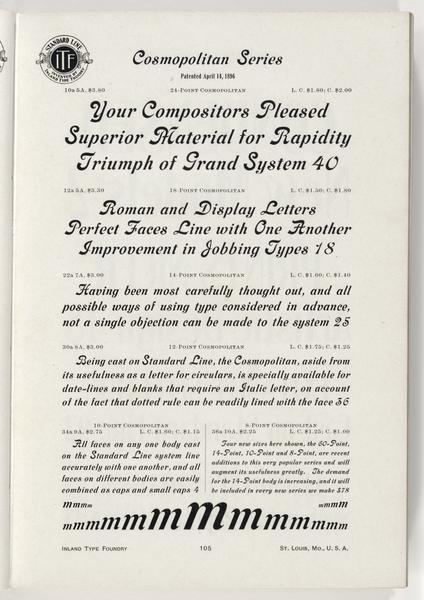 STANDARD LINE
ITF
INVENTED BY
INLAND TYPE FOUNDRY
Cosmopolitan Series
Patented April 14, 1896
10a 5A, $3.80 24-POINT COSMOPOLITAN L. C. $1.80; C. $2.00
Your Compositors Pleased
Superior Material for Rapidity
Triumph of Grand System 40
12a 5A, $3.30 18-POINT COSMOPOLITAN L. C. $1.50; C. $1.80
Roman and Display Letters
Perfect Faces Line with One Another
Improvement in Jobbing Types 18
22a 7A, $3.00 14-POINT COSMOPOLITAN L. C. $1.60; C. $1.40
Having been most carefully thought out, and all
possible ways of using type considered in advance,
not a single objection can be made to the system 25
30a 8A, $3.00 12-POINT COSMOPOLITAN L. C. $1.75; C. $1.25
Being cast on Standard Line, the Cosmopolitan, aside from
its usefulness as a letter for circulars, is specially available for
date-lines and blanks that require an Italic letter, on account
of the fact that dotted rule can be readily lined with the face 36
10-POINT COSMOPOLITAN
34a 9A, $2.75 L. C. $1.60; C. $1.15
All faces on any one body cast
on the Standard Line system line
accurately with one another, and all
faces on different bodies are easily
combined as caps and small caps 4
8-POINT COSMOPOLITAN
36a 10A, $2.25 L. C. $1.25; C. $1.00
Four new sizes here shown, the 60-Point,
14-Point, 10-Point and 8-Point, are recent
additions to this very popular series and will
augment its usefulness greatly. The demand
for the 14-Point body is increasing, and it will
be included in every new series we make $78
mmmm mmmm
mmmmmmmMmmmmmmm
INLAND TYPE FOUNDRY 105 ST. LOUIS, MO., U. S. A.